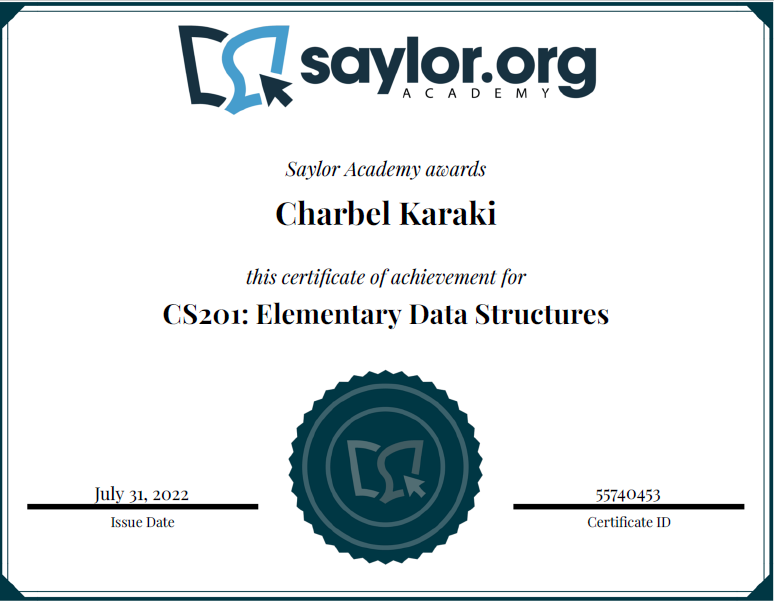 saylor.org
ACADEMY
Saylor Academy awards
Charbel Karaki
this certificate of achievement for
CS201: Elementary Data Structures
July 31, 2022
Issue Date
55740453
Certificate ID